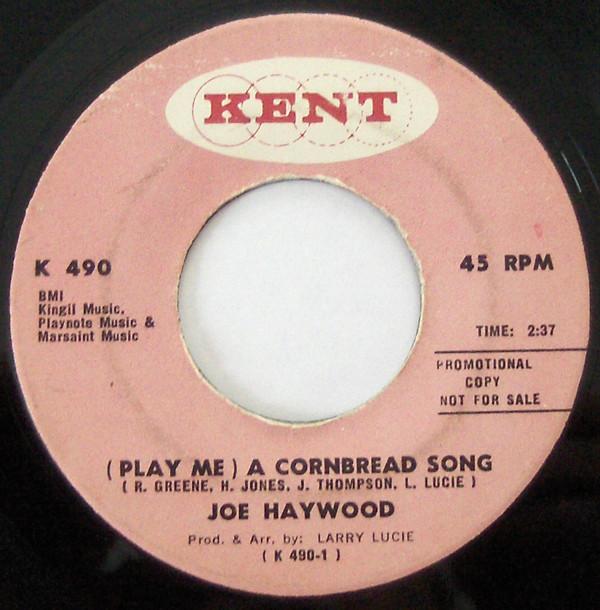 KENT
K 490
45 RPM
BMI
Kingii Music,
Playnote Music &
Marsaint Music
TIME: 2:37
PROMOTIONAL
COPY
NOT FOR SALE
( PLAY ME ) A CORNBREAD SONG
( R. GREENE, H. JONES, J. THOMPSON, L. LUCIE )
JOE HAYWOOD
Prod. & Arr. by: LARRY LUCIE
( K 490-1 )